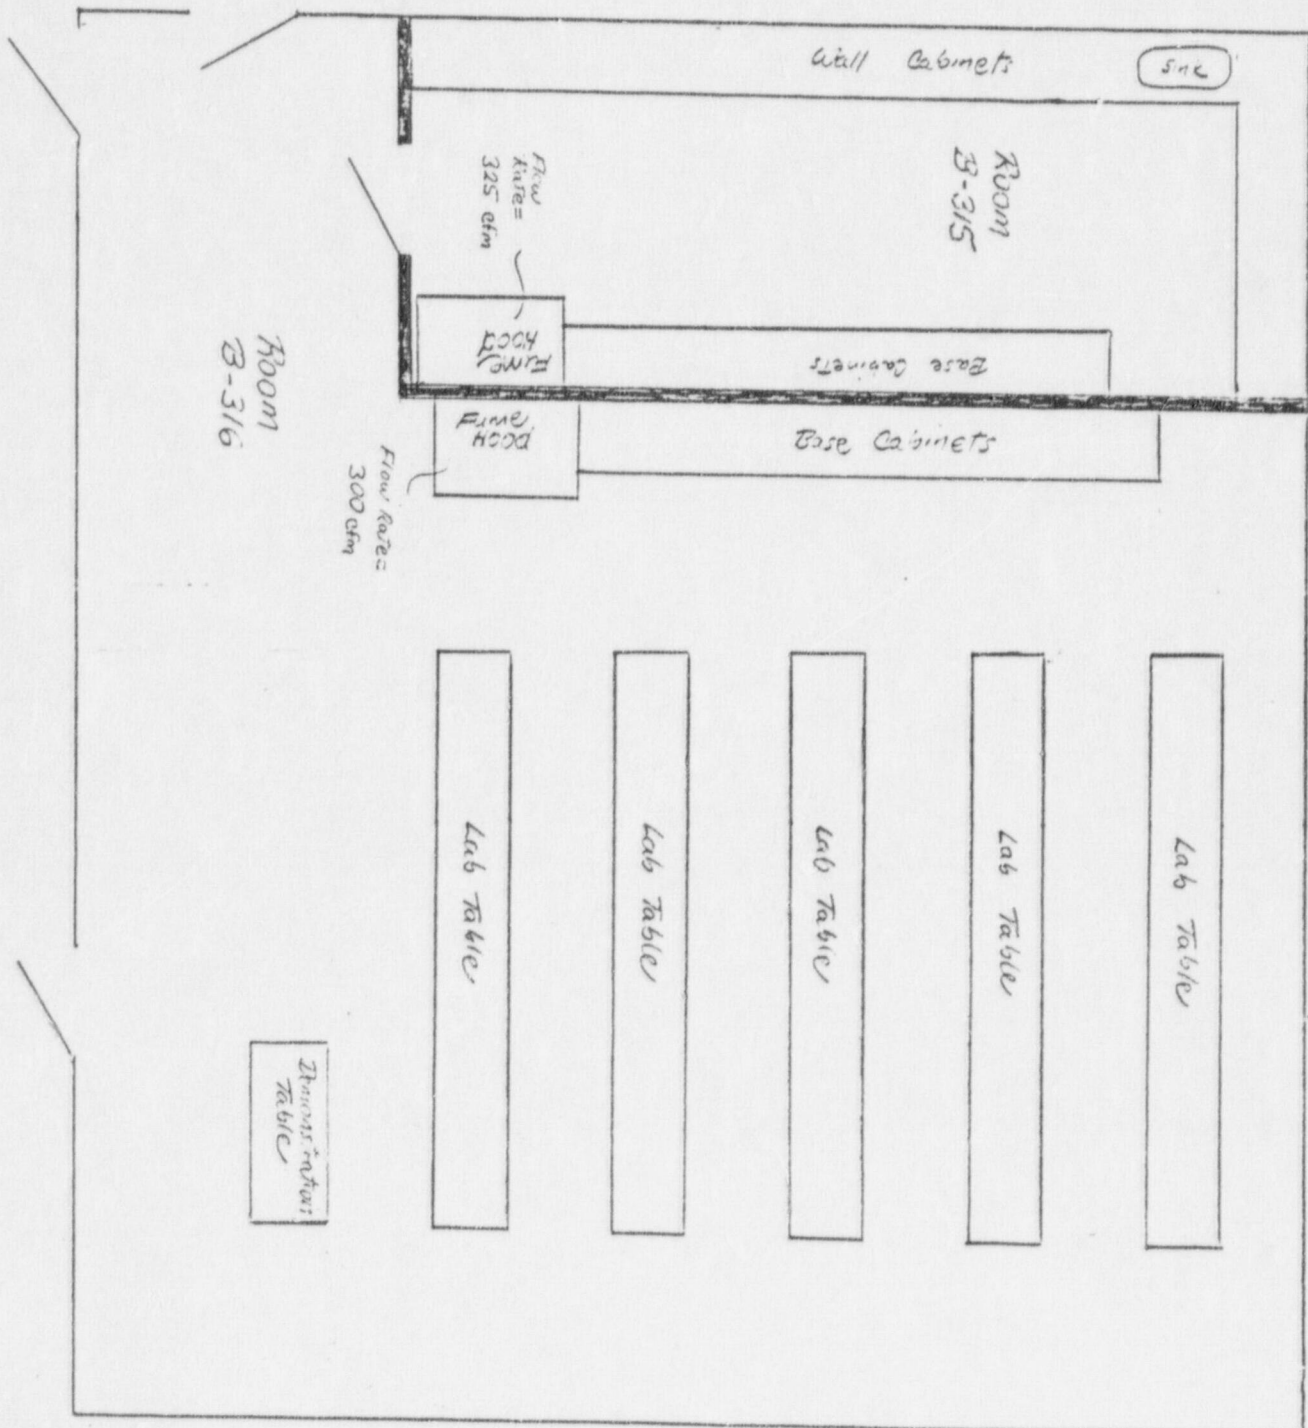 Wall Cabinets
Sink
Room
B-315
Flow
Rate=
325 cfm
Fume
Hood
Base Cabinets
Fume
Hood
Base Cabinets
Flow Rate=
300 cfm
Room
B-316
Lab Table
Lab Table
Lab Table
Lab Table
Lab Table
Demonstration
Table